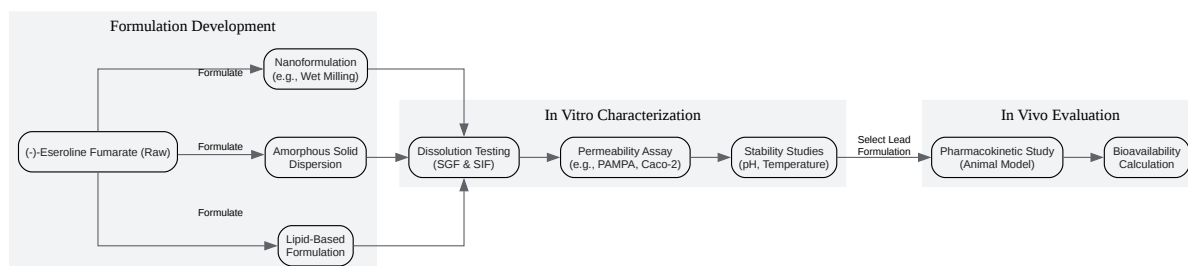 Formulation Development
Formulate
Nanoformulation
(e.g., Wet Milling)
(-)-Eseroline Fumarate (Raw)
Formulate
Amorphous Solid
Dispersion
Formulate
Lipid-Based
Formulation
In Vitro Characterization
Dissolution Testing
(SGF & SIF)
Permeability Assay
(e.g., PAMPA, Caco-2)
Stability Studies
(pH, Temperature)
Select Lead
Formulation
In Vivo Evaluation
Pharmacokinetic Study
(Animal Model)
Bioavailability
Calculation